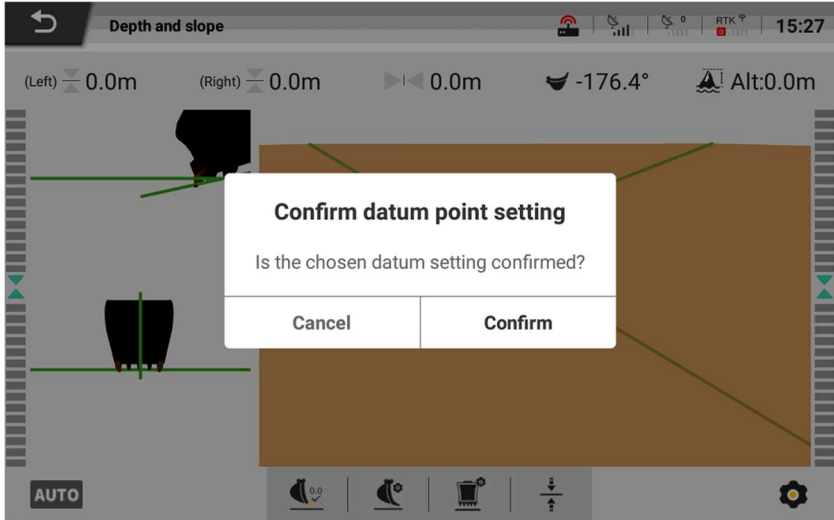 Depth and slope
0
RTK
15:27
(Left) 0.0m
(Right) 0.0m
0.0m
-176.4°
Alt:0.0m
Confirm datum point setting
Is the chosen datum setting confirmed?
Cancel
Confirm
AUTO
0.0